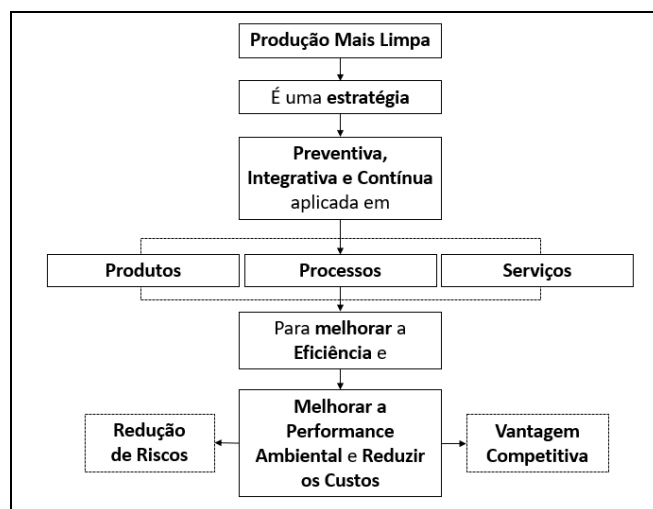 Produção Mais Limpa
É uma estratégia
Preventiva,
Integrativa e Contínua
aplicada em
Produtos
Processos
Serviços
Para melhorar a
Eficiência e
Melhorar a
Performance
Ambiental e Reduzir
os Custos
Redução
de Riscos
Vantagem
Competitiva